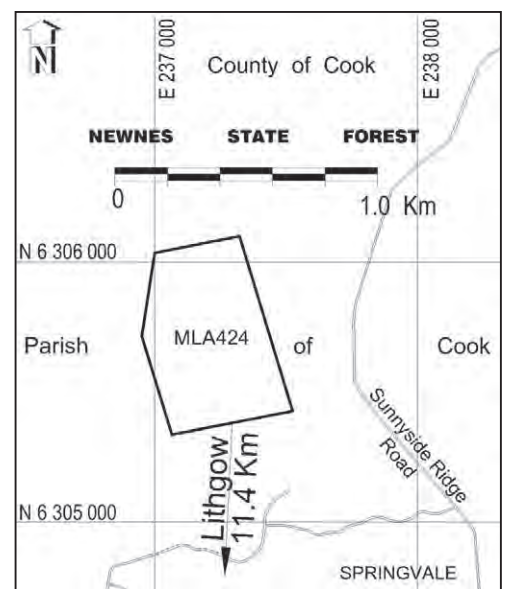 N
E 237 000
E 238 000
County of Cook
NEWNES STATE FOREST
0
1.0 Km
N 6 306 000
Parish of Cook
MLA424
Sunnyside Ridge
Road
Lithgow
11.4 Km
N 6 305 000
SPRINGVALE